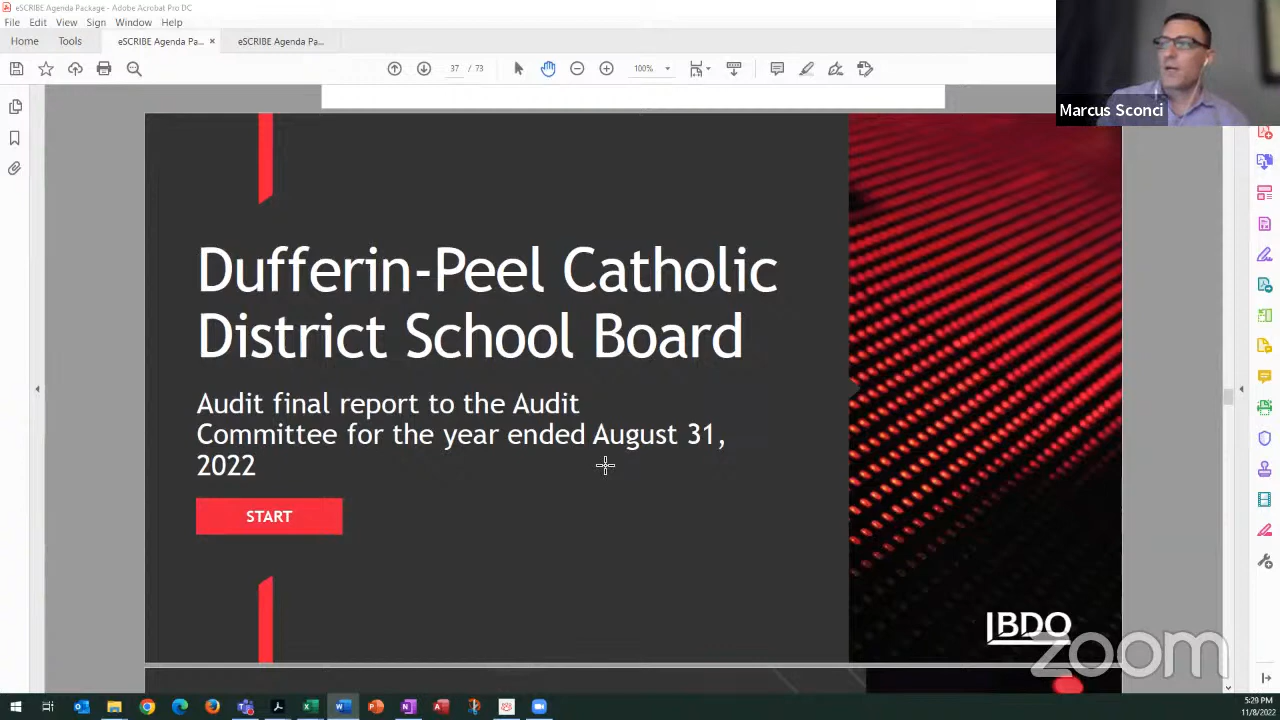 eSCRIBE Agenda Package - Adobe Acrobat Pro DC
File Edit View Sign Window Help
Home Tools eSCRIBE Agenda Pa... × eSCRIBE Agenda Pa...
37 / 73 100%
Marcus Sconci
Dufferin-Peel Catholic
District School Board
Audit final report to the Audit
Committee for the year ended August 31,
2022
START
BDO
zoom
5:29 PM
11/8/2022